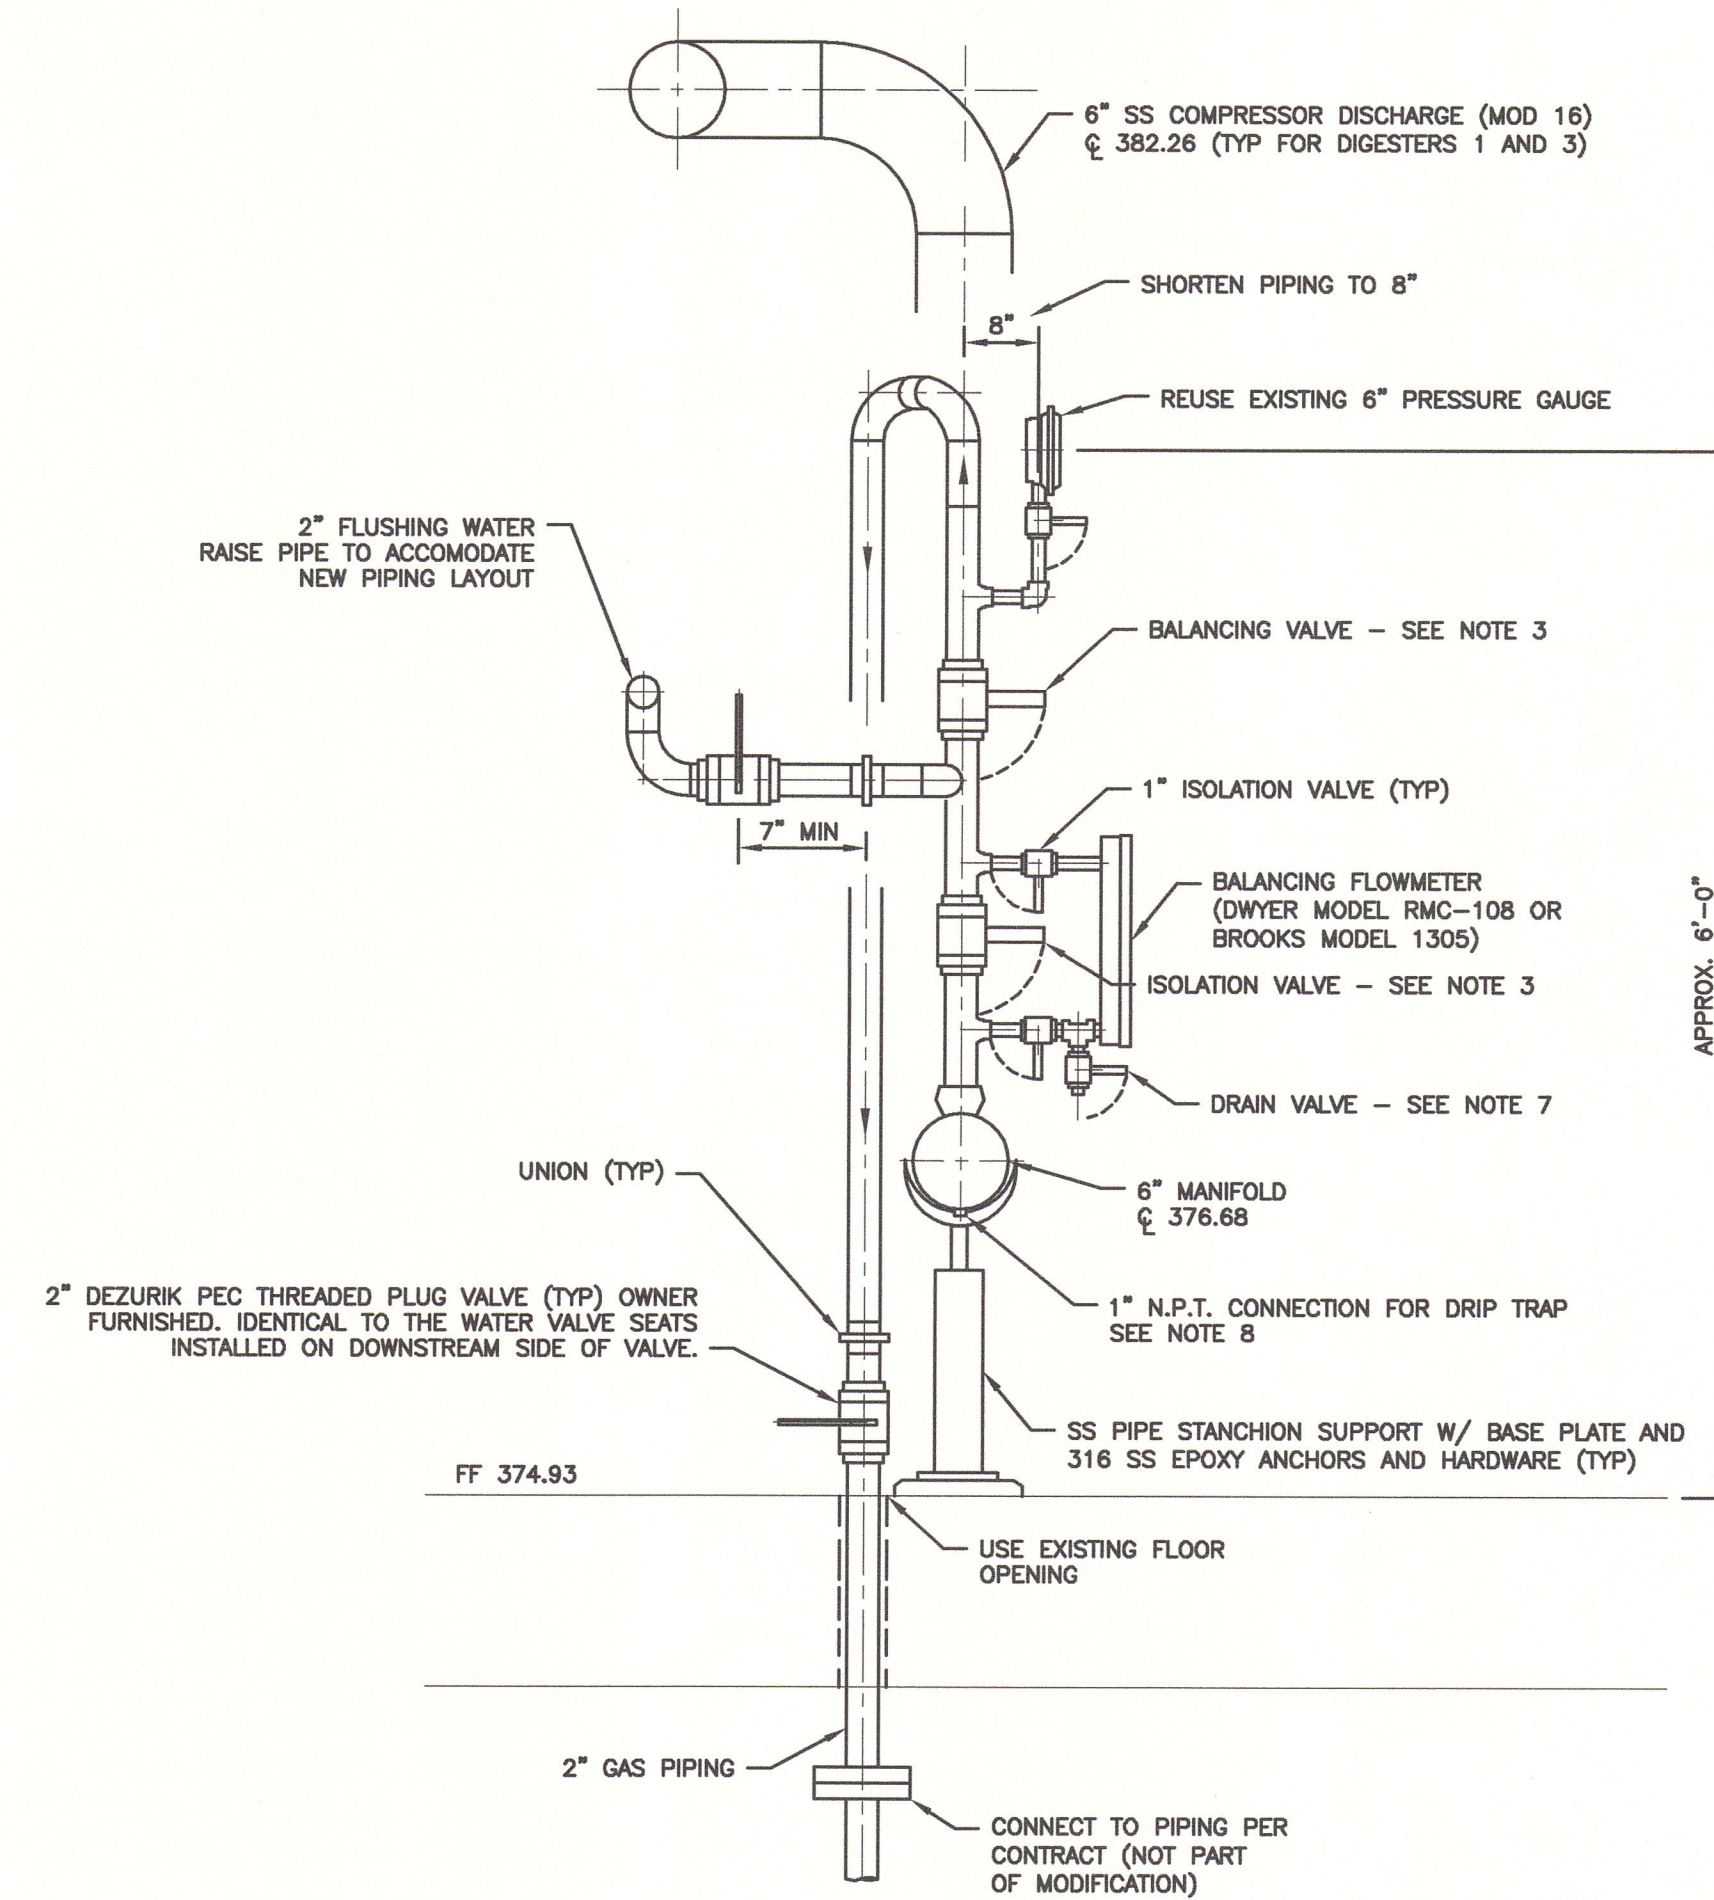 6" SS COMPRESSOR DISCHARGE (MOD 16)
℄ 382.26 (TYP FOR DIGESTERS 1 AND 3)
SHORTEN PIPING TO 8"
8"
REUSE EXISTING 6" PRESSURE GAUGE
2" FLUSHING WATER
RAISE PIPE TO ACCOMODATE
NEW PIPING LAYOUT
BALANCING VALVE – SEE NOTE 3
1" ISOLATION VALVE (TYP)
7" MIN
BALANCING FLOWMETER
(DWYER MODEL RMC–108 OR
BROOKS MODEL 1305)
APPROX. 6'–0"
ISOLATION VALVE – SEE NOTE 3
DRAIN VALVE – SEE NOTE 7
UNION (TYP)
6" MANIFOLD
℄ 376.68
2" DEZURIK PEC THREADED PLUG VALVE (TYP) OWNER
FURNISHED. IDENTICAL TO THE WATER VALVE SEATS
INSTALLED ON DOWNSTREAM SIDE OF VALVE.
1" N.P.T. CONNECTION FOR DRIP TRAP
SEE NOTE 8
SS PIPE STANCHION SUPPORT W/ BASE PLATE AND
316 SS EPOXY ANCHORS AND HARDWARE (TYP)
FF 374.93
USE EXISTING FLOOR
OPENING
2" GAS PIPING
CONNECT TO PIPING PER
CONTRACT (NOT PART
OF MODIFICATION)